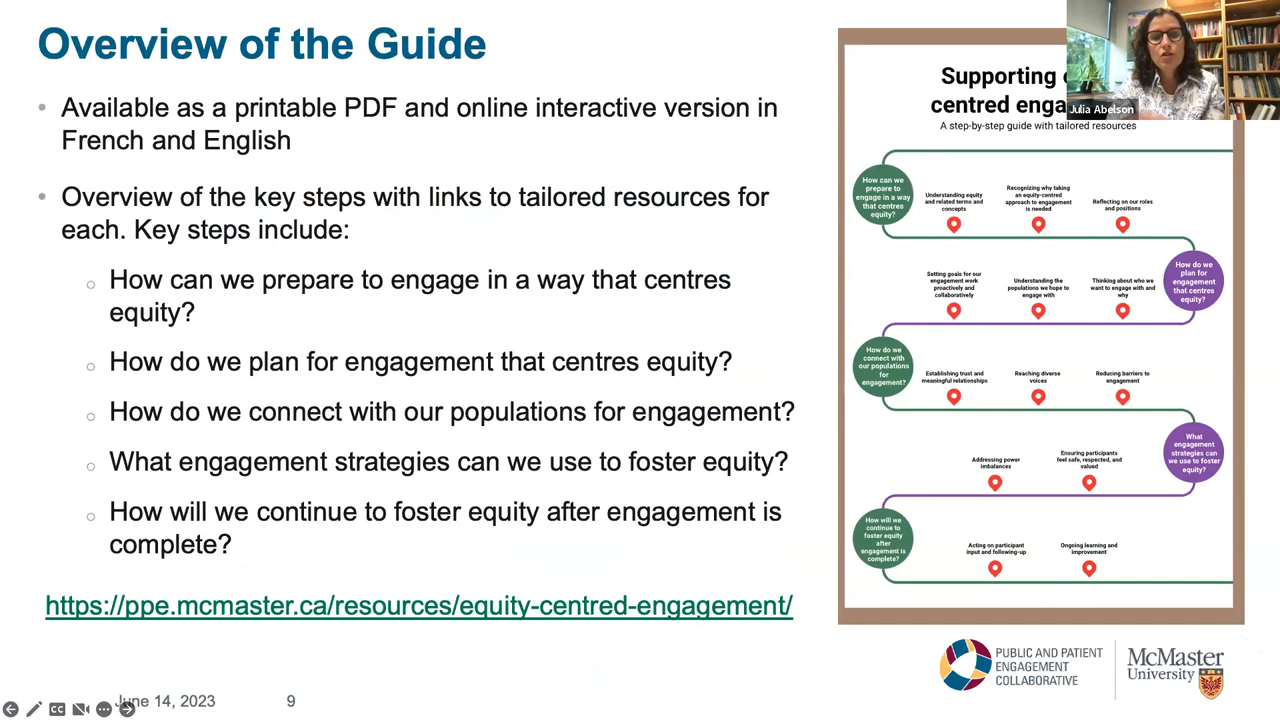 Overview of the Guide
Available as a printable PDF and online interactive version in
French and English
Overview of the key steps with links to tailored resources for
each. Key steps include:
How can we prepare to engage in a way that centres
equity?
How do we plan for engagement that centres equity?
How do we connect with our populations for engagement?
What engagement strategies can we use to foster equity?
How will we continue to foster equity after engagement is
complete?
https://ppe.mcmaster.ca/resources/equity-centred-engagement/
June 14, 2023
9
CC
Supporting
centred enga
A step-by-step guide with tailored resources
Julia Abelson
How can we
prepare to
engage in a way
that centres
equity?
Understanding equity
and related terms and
concepts
Recognizing why taking
an equity-centred
approach to engagement
is needed
Reflecting on our roles
and positions
Setting goals for our
engagement work
proactively and
collaboratively
Understanding the
populations we hope to
engage with
Thinking about who we
want to engage with and
why
How do we
plan for
engagement
that centres
equity?
How do we
connect with
our populations
for
engagement?
Establishing trust and
meaningful relationships
Reaching diverse
voices
Reducing barriers to
engagement
Addressing power
imbalances
Ensuring participants
feel safe, respected, and
valued
What
engagement
strategies can
we use to foster
equity?
How will we
continue to
foster equity
after
engagement is
complete?
Acting on participant
input and following-up
Ongoing learning and
improvement
PUBLIC AND PATIENT
ENGAGEMENT
COLLABORATIVE
McMaster
University